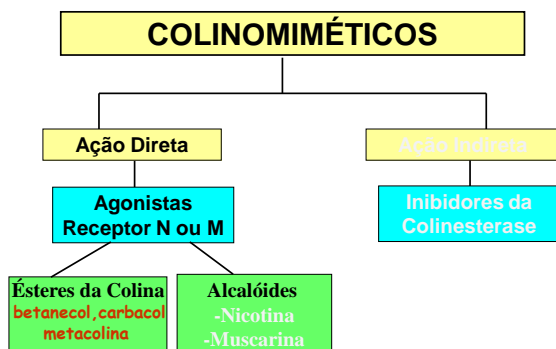 COLINOMIMÉTICOS
Ação Direta
Ação Indireta
Agonistas
Receptor N ou M
Inibidores da
Colinesterase
Ésteres da Colina
betanecol,carbacol
metacolina
Alcalóides
-Nicotina
-Muscarina